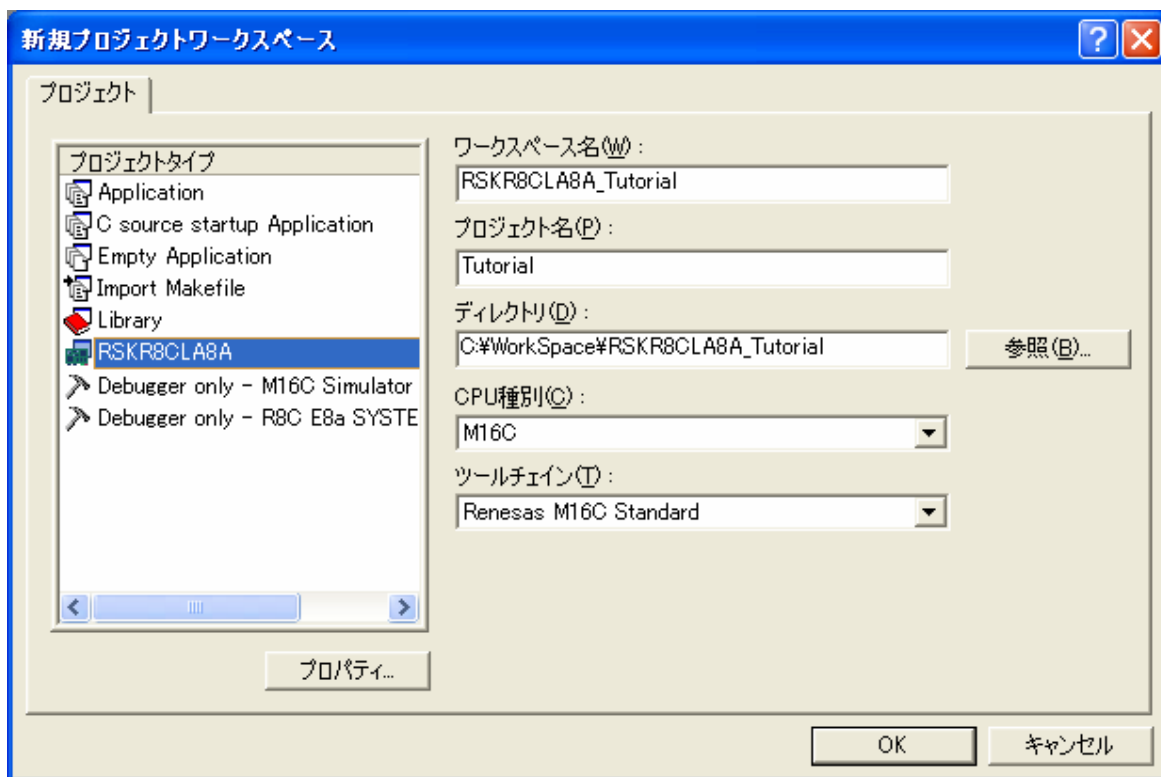 新規プロジェクトワークスペース
プロジェクト
プロジェクトタイプ
Application
C source startup Application
Empty Application
Import Makefile
Library
RSKR8CLA8A
Debugger only - M16C Simulator
Debugger only - R8C E8a SYSTE
プロパティ...
ワークスペース名(W):
RSKR8CLA8A_Tutorial
プロジェクト名(P):
Tutorial
ディレクトリ(D):
C:¥WorkSpace¥RSKR8CLA8A_Tutorial
参照(B)...
CPU種別(C):
M16C
ツールチェイン(T):
Renesas M16C Standard
OK
キャンセル